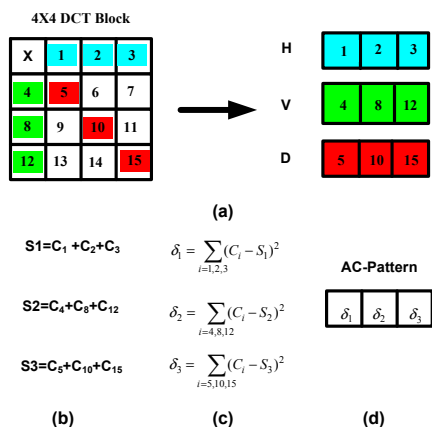 4X4 DCT Block
X 1 2 3
4 5 6 7
8 9 10 11
12 13 14 15
H 1 2 3
V 4 8 12
D 5 10 15
(a)
S1=C₁ +C₂+C₃
δ₁ = ∑(Cᵢ − S₁)²
i=1,2,3
S2=C₄+C₈+C₁₂
δ₂ = ∑(Cᵢ − S₂)²
i=4,8,12
S3=C₅+C₁₀+C₁₅
δ₃ = ∑(Cᵢ − S₃)²
i=5,10,15
AC-Pattern
δ₁ δ₂ δ₃
(b) (c) (d)